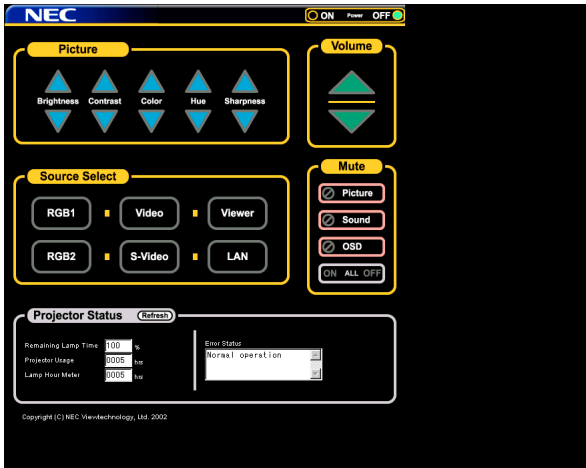 NEC
ON Power OFF
Picture
Brightness Contrast Color Hue Sharpness
Volume
Source Select
RGB1 Video Viewer
RGB2 S-Video LAN
Mute
Picture
Sound
OSD
ON ALL OFF
Projector Status Refresh
Remaining Lamp Time 100 %
Projector Usage 0005 hrs
Lamp Hour Meter 0005 hrs
Error Status
Normal operation
Copyright (C) NEC Viewtechnology, Ltd. 2002